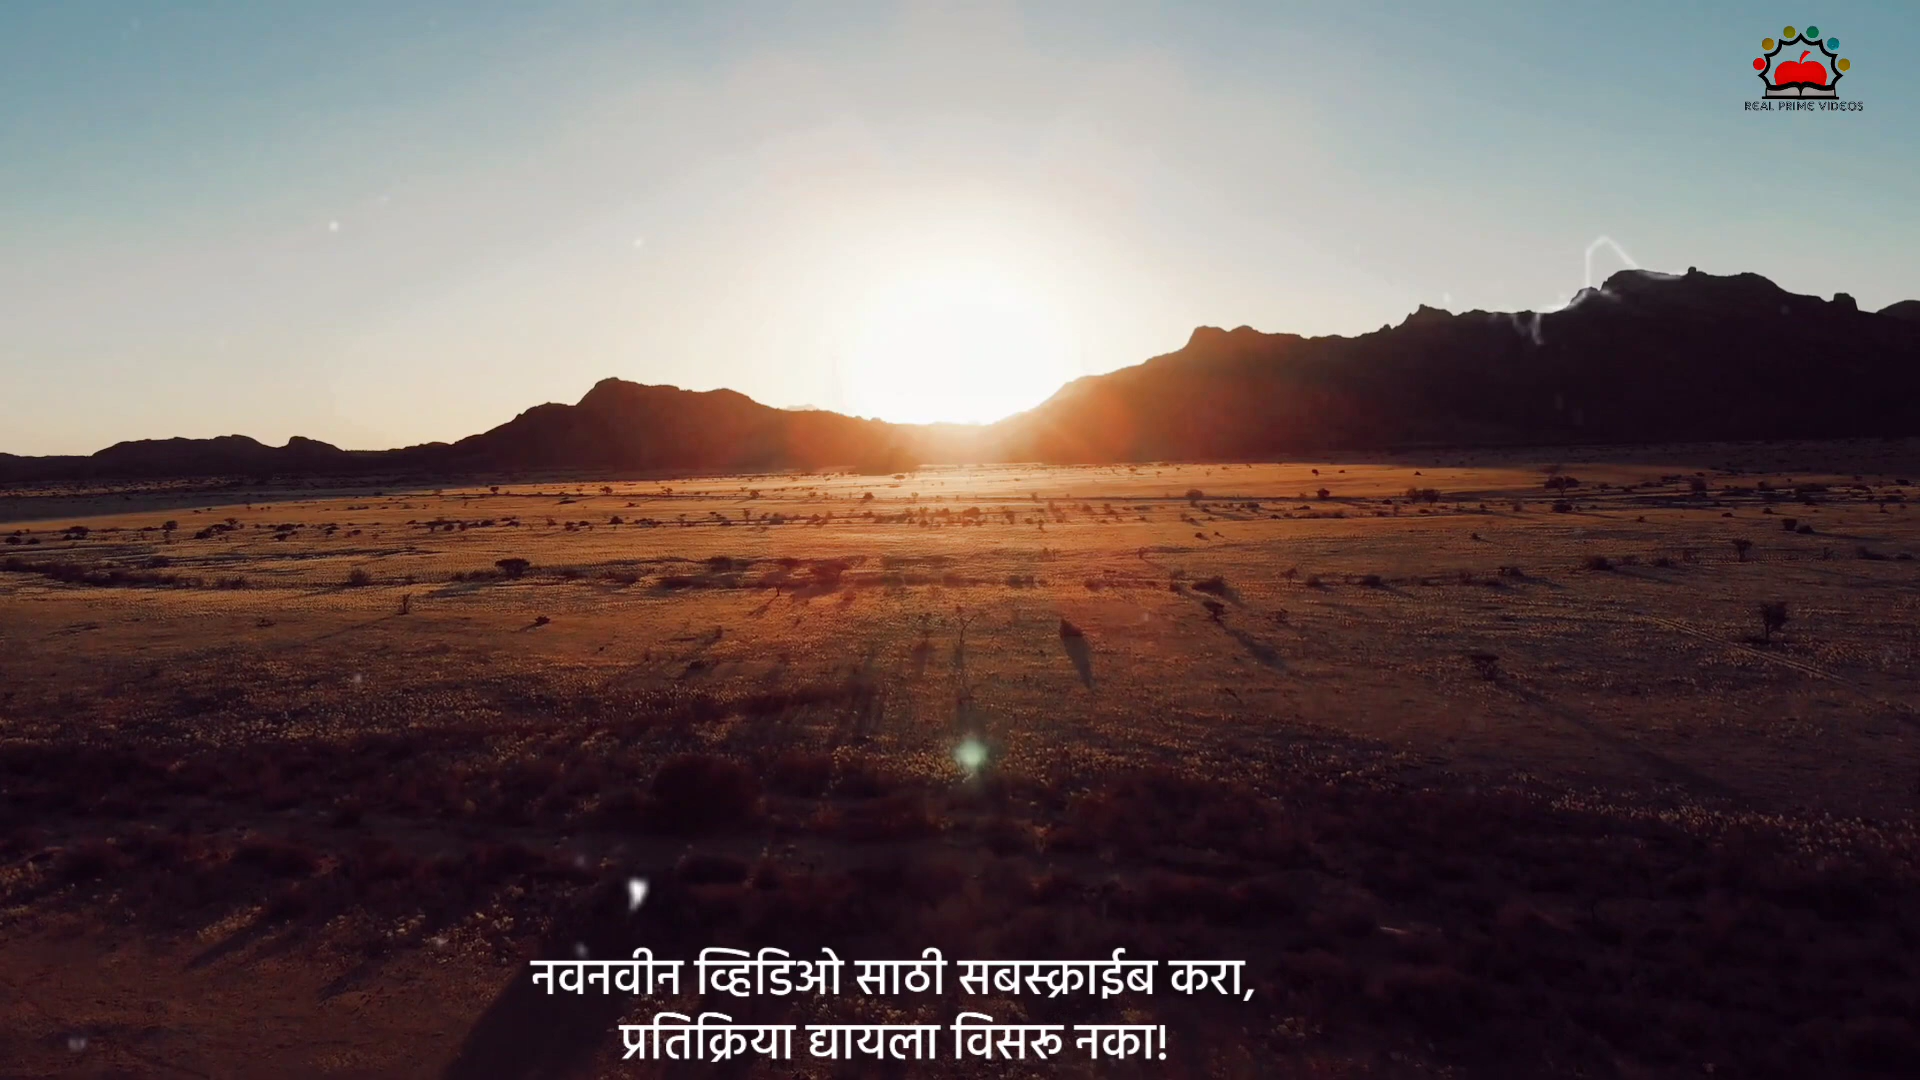 REAL PRIME VIDEOS
नवनवीन व्हिडिओ साठी सबस्क्राईब करा,
प्रतिक्रिया द्यायला विसरू नका!